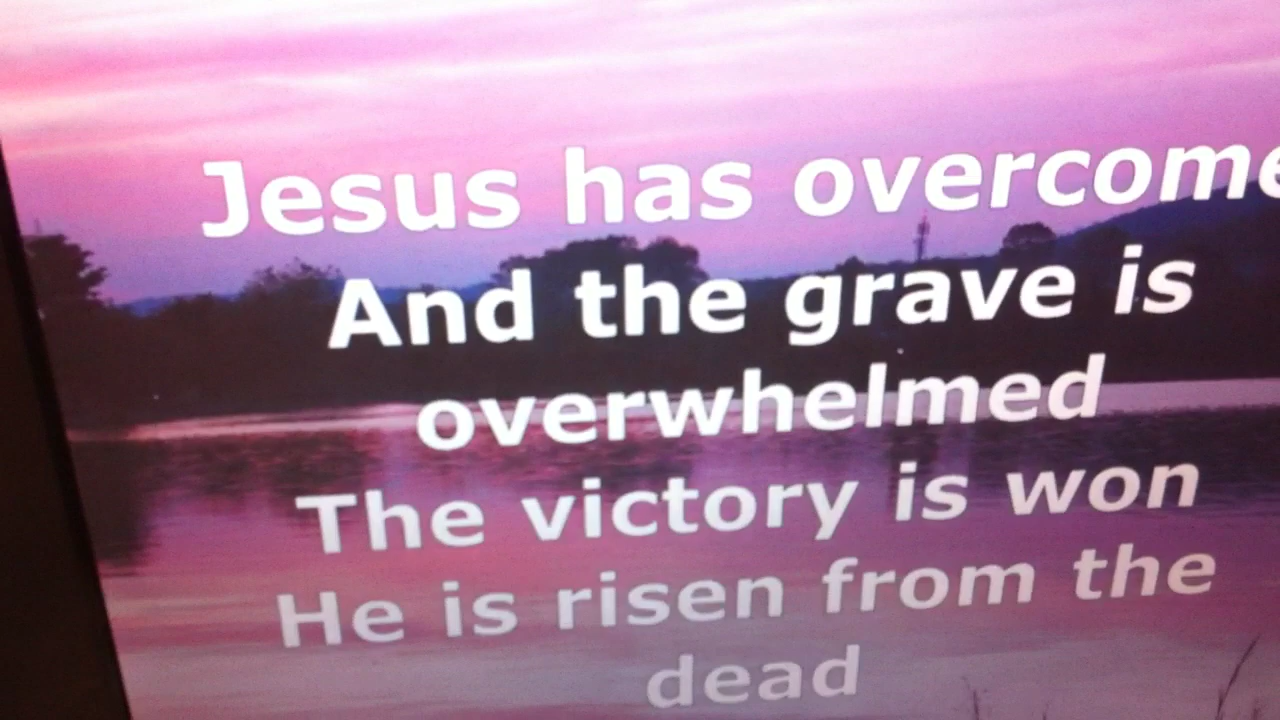 Jesus has overcome
And the grave is
overwhelmed
The victory is won
He is risen from the
dead